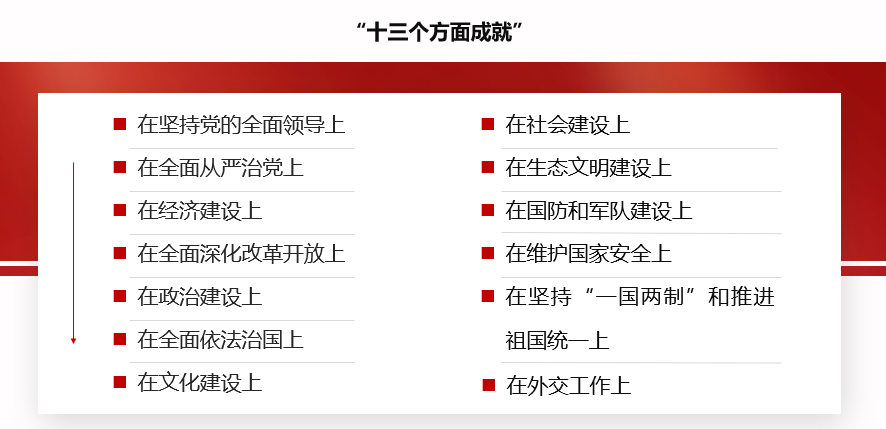 “十三个方面成就”
在坚持党的全面领导上
在全面从严治党上
在经济建设上
在全面深化改革开放上
在政治建设上
在全面依法治国上
在文化建设上
在社会建设上
在生态文明建设上
在国防和军队建设上
在维护国家安全上
在坚持“一国两制”和推进
祖国统一上
在外交工作上